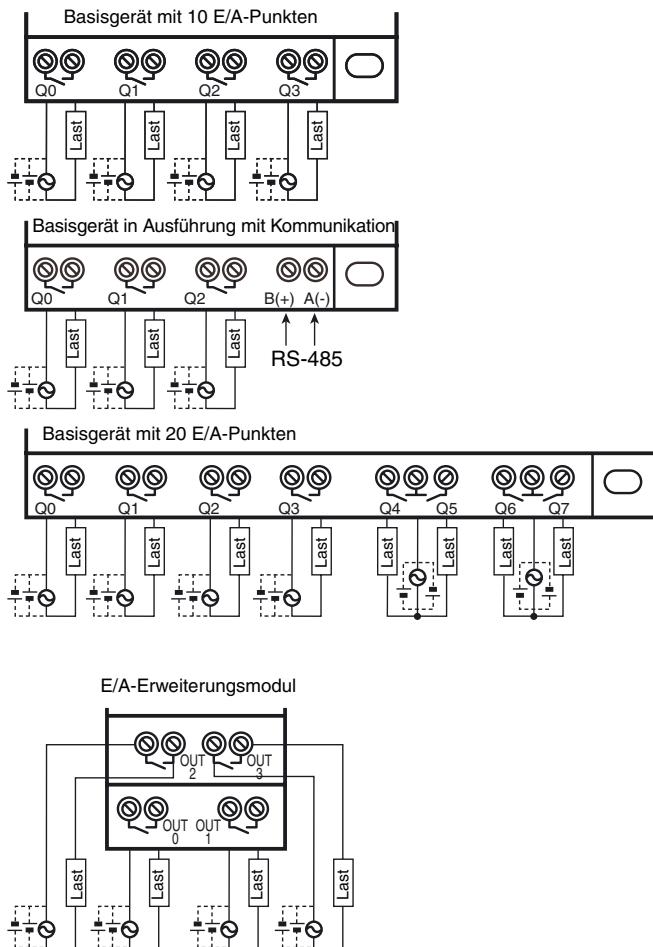 Basisgerät mit 10 E/A-Punkten
Q0 Q1 Q2 Q3
Last Last Last Last
Basisgerät in Ausführung mit Kommunikation
Q0 Q1 Q2 B(+) A(-)
Last Last Last
RS-485
Basisgerät mit 20 E/A-Punkten
Q0 Q1 Q2 Q3 Q4 Q5 Q6 Q7
Last Last Last Last Last Last Last Last
E/A-Erweiterungsmodul
OUT OUT
2 3
OUT OUT
0 1
Last Last Last Last